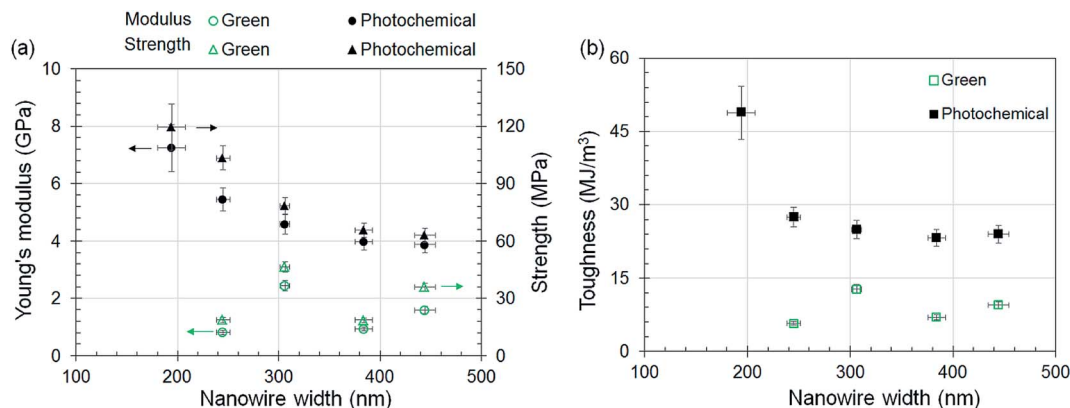 Modulus Green Photochemical
Strength Green Photochemical
(a)
10
8
6
4
2
0
Young's modulus (GPa)
150
120
90
60
30
0
Strength (MPa)
100 200 300 400 500
Nanowire width (nm)
(b)
60
45
30
15
0
Toughness (MJ/m³)
Green
Photochemical
100 200 300 400 500
Nanowire width (nm)